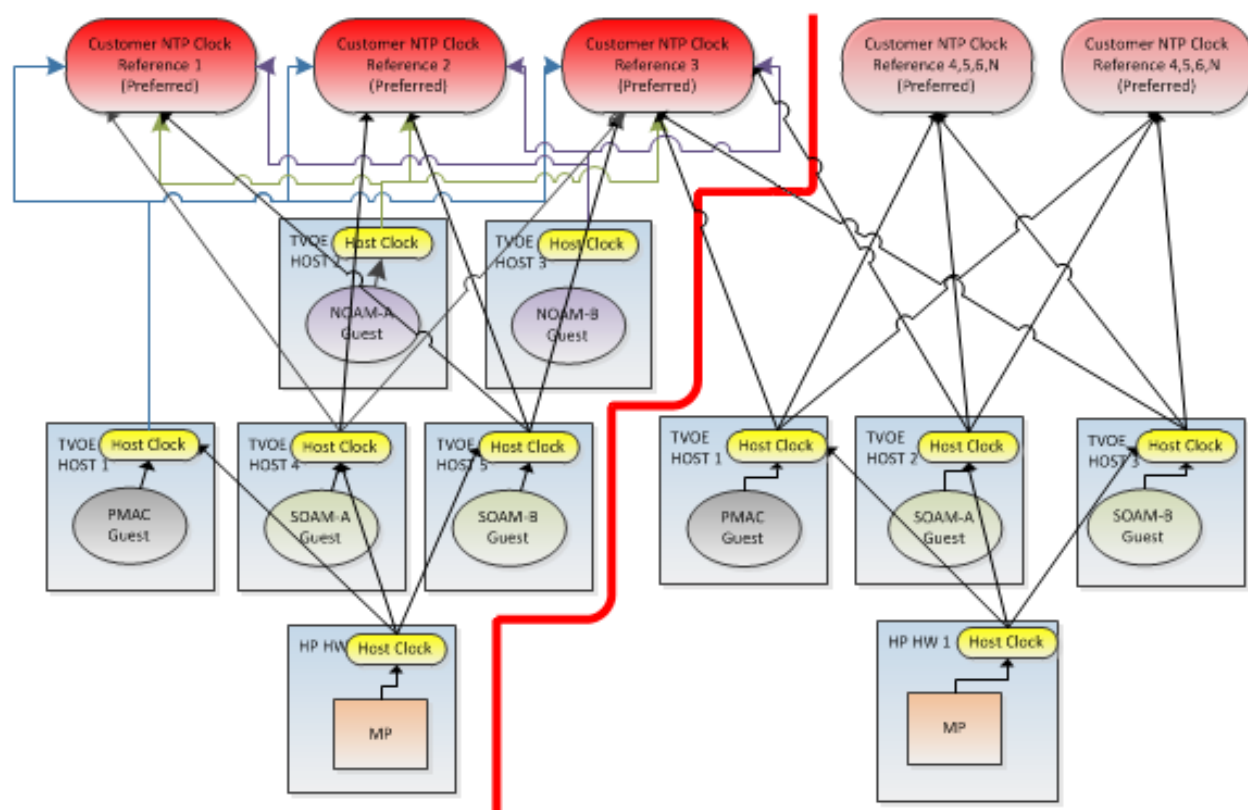 Customer NTP Clock
Reference 1
(Preferred)
Customer NTP Clock
Reference 2
(Preferred)
Customer NTP Clock
Reference 3
(Preferred)
Customer NTP Clock
Reference 4,5,6,N
(Preferred)
Customer NTP Clock
Reference 4,5,6,N
(Preferred)
TVOE
HOST 2
Host Clock
NOAM-A
Guest
TVOE
HOST 3
Host Clock
NOAM-B
Guest
TVOE
HOST 1
Host Clock
PMAC
Guest
TVOE
HOST 4
Host Clock
SOAM-A
Guest
TVOE
HOST 5
Host Clock
SOAM-B
Guest
TVOE
HOST 1
Host Clock
PMAC
Guest
TVOE
HOST 2
Host Clock
SOAM-A
Guest
TVOE
HOST 3
Host Clock
SOAM-B
Guest
HP HW
Host Clock
MP
HP HW 1
Host Clock
MP